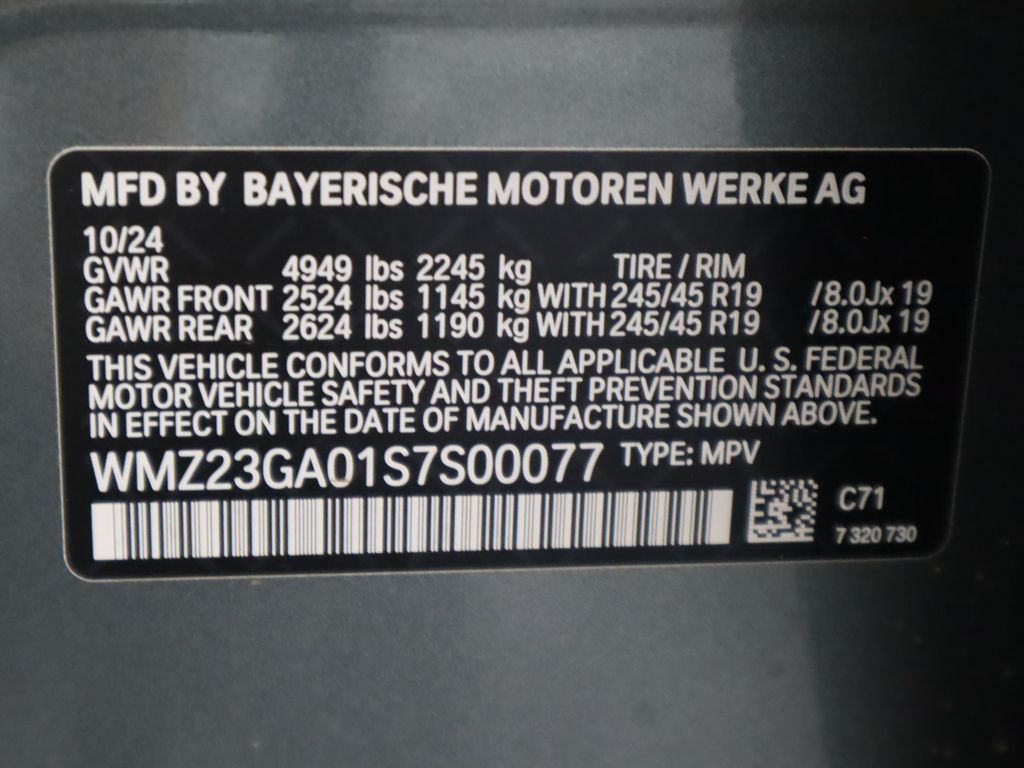 MFD BY BAYERISCHE MOTOREN WERKE AG
10/24
GVWR 4949 lbs 2245 kg TIRE / RIM
GAWR FRONT 2524 lbs 1145 kg WITH 245/45 R19 /8.0Jx 19
GAWR REAR 2624 lbs 1190 kg WITH 245/45 R19 /8.0Jx 19
THIS VEHICLE CONFORMS TO ALL APPLICABLE U. S. FEDERAL
MOTOR VEHICLE SAFETY AND THEFT PREVENTION STANDARDS
IN EFFECT ON THE DATE OF MANUFACTURE SHOWN ABOVE.
WMZ23GA01S7S00077 TYPE: MPV
C71
7 320 730